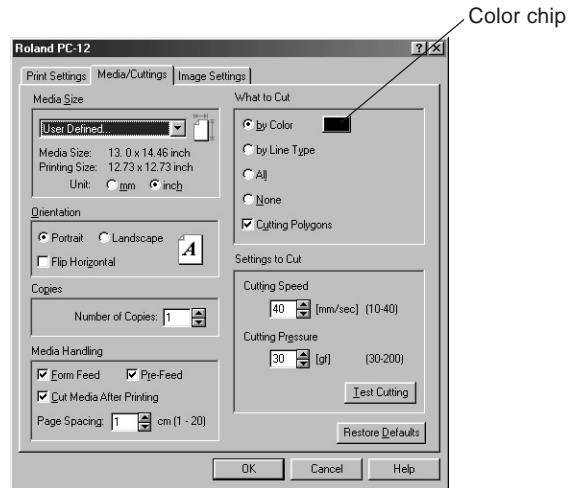 Color chip
Roland PC-12
Print Settings Media/Cuttings Image Settings
Media Size
User Defined...
Media Size: 13. 0 x 14.46 inch
Printing Size: 12.73 x 12.73 inch
Unit: mm inch
Orientation
Portrait Landscape
Flip Horizontal
A
Copies
Number of Copies: 1
Media Handling
Form Feed Pre-Feed
Cut Media After Printing
Page Spacing: 1 cm (1 - 20)
What to Cut
by Color
by Line Type
All
None
Cutting Polygons
Settings to Cut
Cutting Speed
40 [mm/sec] (10-40)
Cutting Pressure
30 [gf] (30-200)
Test Cutting
Restore Defaults
OK Cancel Help